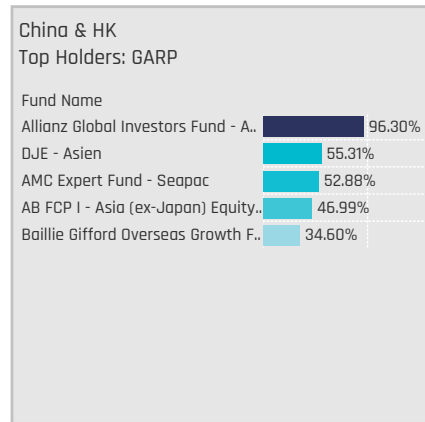 China & HK
Top Holders: GARP
Fund Name
Allianz Global Investors Fund - A.. 96.30%
DJE - Asien 55.31%
AMC Expert Fund - Seapac 52.88%
AB FCP I - Asia (ex-Japan) Equity.. 46.99%
Baillie Gifford Overseas Growth F.. 34.60%